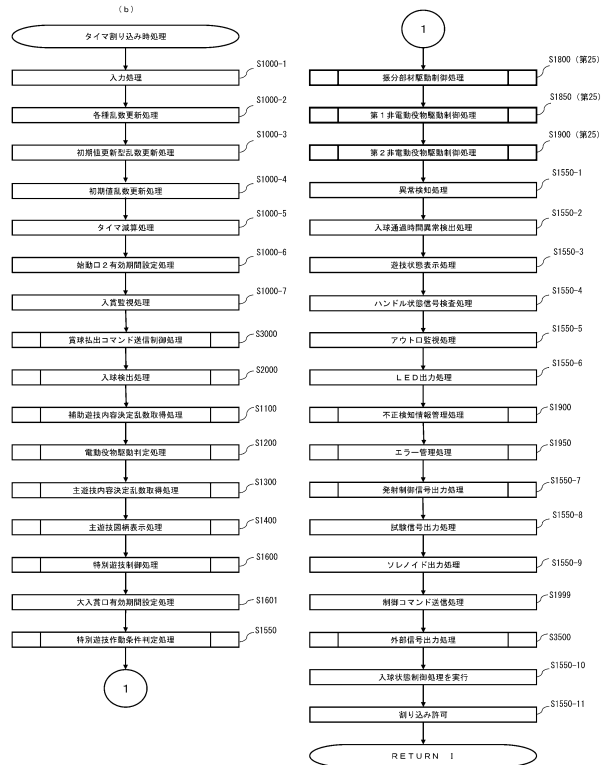 (b)
タイマ割り込み時処理
S1000-1
入力処理
S1000-2
各種乱数更新処理
S1000-3
初期値更新型乱数更新処理
S1000-4
初期値乱数更新処理
S1000-5
タイマ減算処理
S1000-6
始動口2有効期間設定処理
S1000-7
入賞監視処理
S3000
賞球払出コマンド送信制御処理
S2000
入球検出処理
S1100
補助遊技内容決定乱数取得処理
S1200
電動役物駆動判定処理
S1300
主遊技内容決定乱数取得処理
S1400
主遊技図柄表示処理
S1600
特別遊技制御処理
S1601
大入賞口有効期間設定処理
S1550
特別遊技作動条件判定処理
1
1
S1800 (第25)
振分部材駆動制御処理
S1850 (第25)
第1非電動役物駆動制御処理
S1900 (第25)
第2非電動役物駆動制御処理
S1550-1
異常検知処理
S1550-2
入球通過時間異常検出処理
S1550-3
遊技状態表示処理
S1550-4
ハンドル状態信号検査処理
S1550-5
アウト口監視処理
S1550-6
LED出力処理
S1900
不正検知情報管理処理
S1950
エラー管理処理
S1550-7
発射制御信号出力処理
S1550-8
試験信号出力処理
S1550-9
ソレノイド出力処理
S1999
制御コマンド送信処理
S3500
外部信号出力処理
S1550-10
入球状態制御処理を実行
S1550-11
割り込み許可
RETURN I